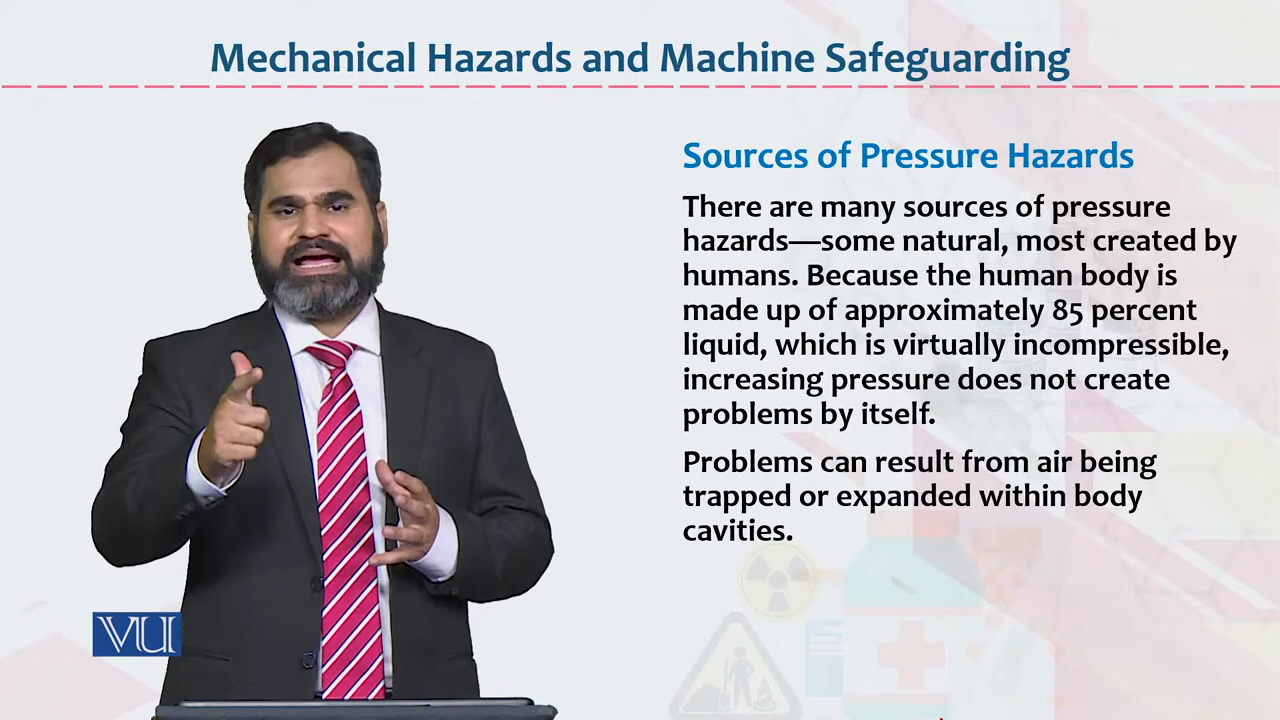 Mechanical Hazards and Machine Safeguarding
Sources of Pressure Hazards
There are many sources of pressure
hazards—some natural, most created by
humans. Because the human body is
made up of approximately 85 percent
liquid, which is virtually incompressible,
increasing pressure does not create
problems by itself.
Problems can result from air being
trapped or expanded within body
cavities.
VU